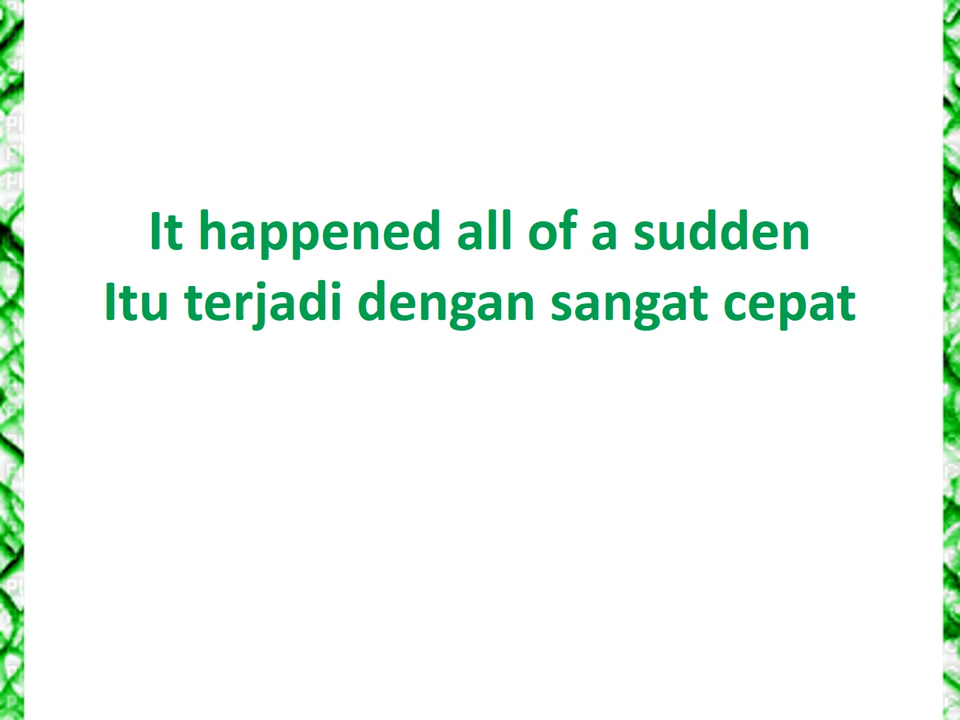 It happened all of a sudden
Itu terjadi dengan sangat cepat